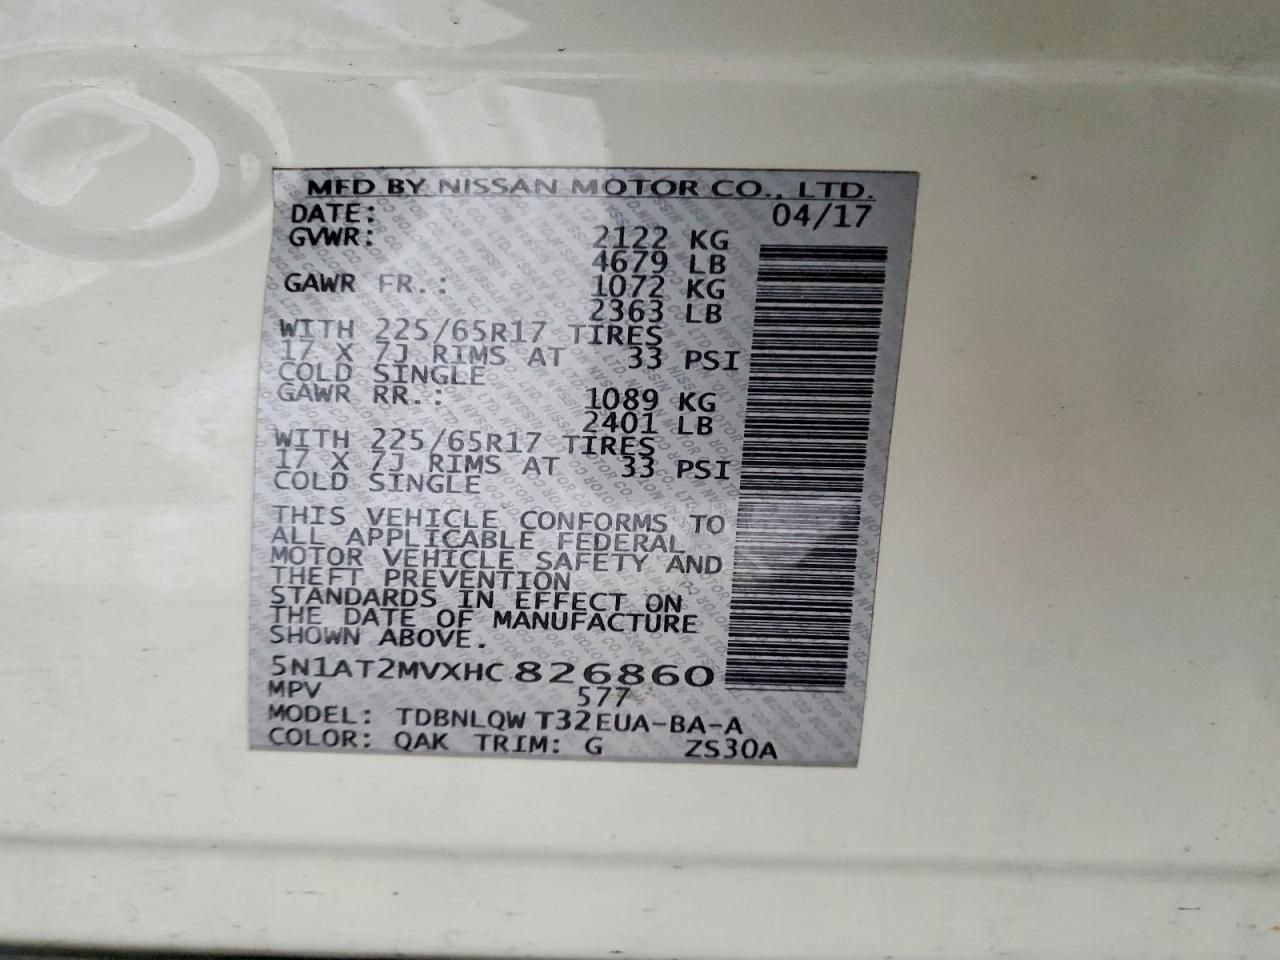 MFD BY NISSAN MOTOR CO., LTD.
DATE: 04/17
GVWR: 2122 KG
4679 LB
GAWR FR.: 1072 KG
2363 LB
WITH 225/65R17 TIRES
17 X 7J RIMS AT 33 PSI
COLD SINGLE
GAWR RR.: 1089 KG
2401 LB
WITH 225/65R17 TIRES
17 X 7J RIMS AT 33 PSI
COLD SINGLE
THIS VEHICLE CONFORMS TO
ALL APPLICABLE FEDERAL
MOTOR VEHICLE SAFETY AND
THEFT PREVENTION
STANDARDS IN EFFECT ON
THE DATE OF MANUFACTURE
SHOWN ABOVE.
5N1AT2MVXHC826860
MPV 577
MODEL: TDBNLQW T32EUA-BA-A
COLOR: QAK TRIM: G ZS30A